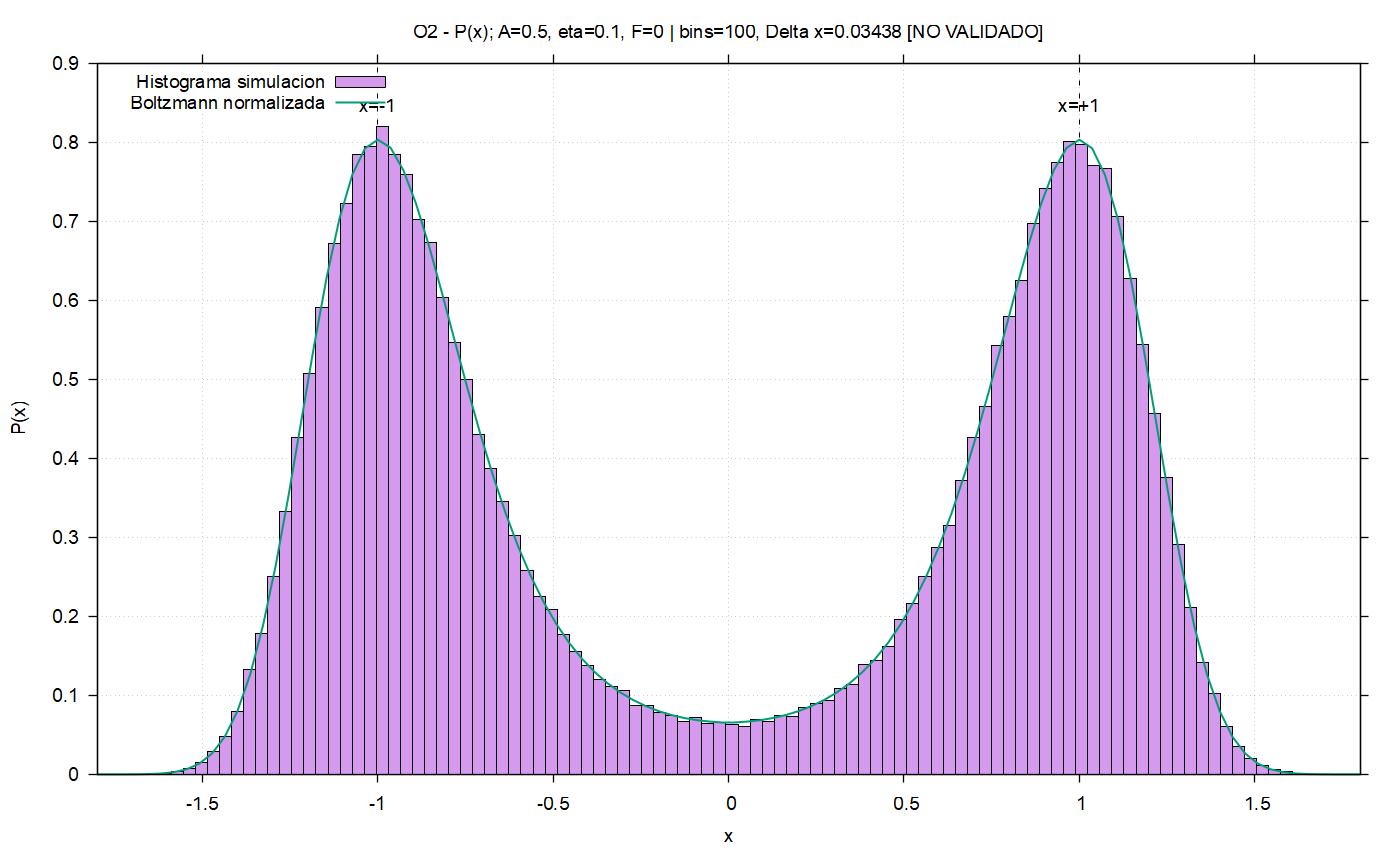 O2 - P(x); A=0.5, eta=0.1, F=0 | bins=100, Delta x=0.03438 [NO VALIDADO]
Histograma simulacion
Boltzmann normalizada
x=-1
x=+1
0.9
0.8
0.7
0.6
0.5
0.4
0.3
0.2
0.1
0
P(x)
-1.5 -1 -0.5 0 0.5 1 1.5
x